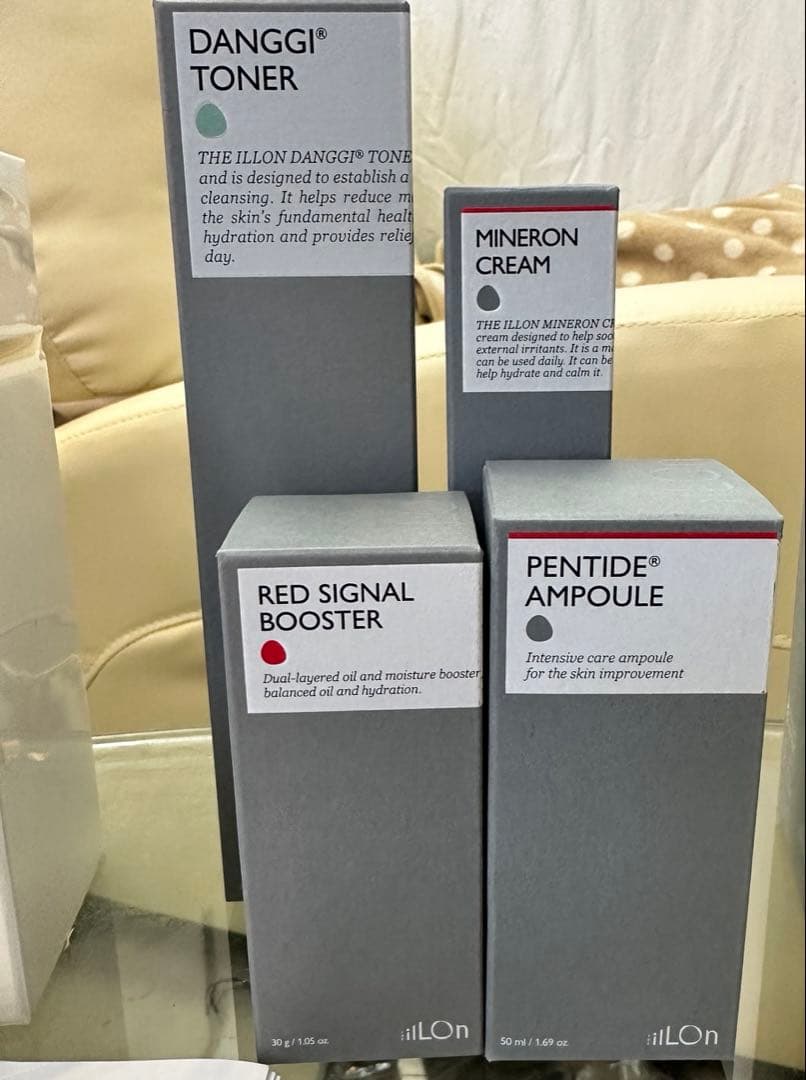 DANGGI®
TONER
THE ILLON DANGGI® TONE
and is designed to establish a
cleansing. It helps reduce
the skin's fundamental healt
hydration and provides relie
day.
MINERON
CREAM
THE ILLON MINERON
cream designed to help soo
external irritants. It is a
can be used daily. It can be
help hydrate and calm it.
RED SIGNAL
BOOSTER
Dual-layered oil and moisture booster
balanced oil and hydration.
30 g / 1.05 oz.
illOn
PENTIDE®
AMPOULE
Intensive care ampoule
for the skin improvement
50 ml / 1.69 oz.
illOn